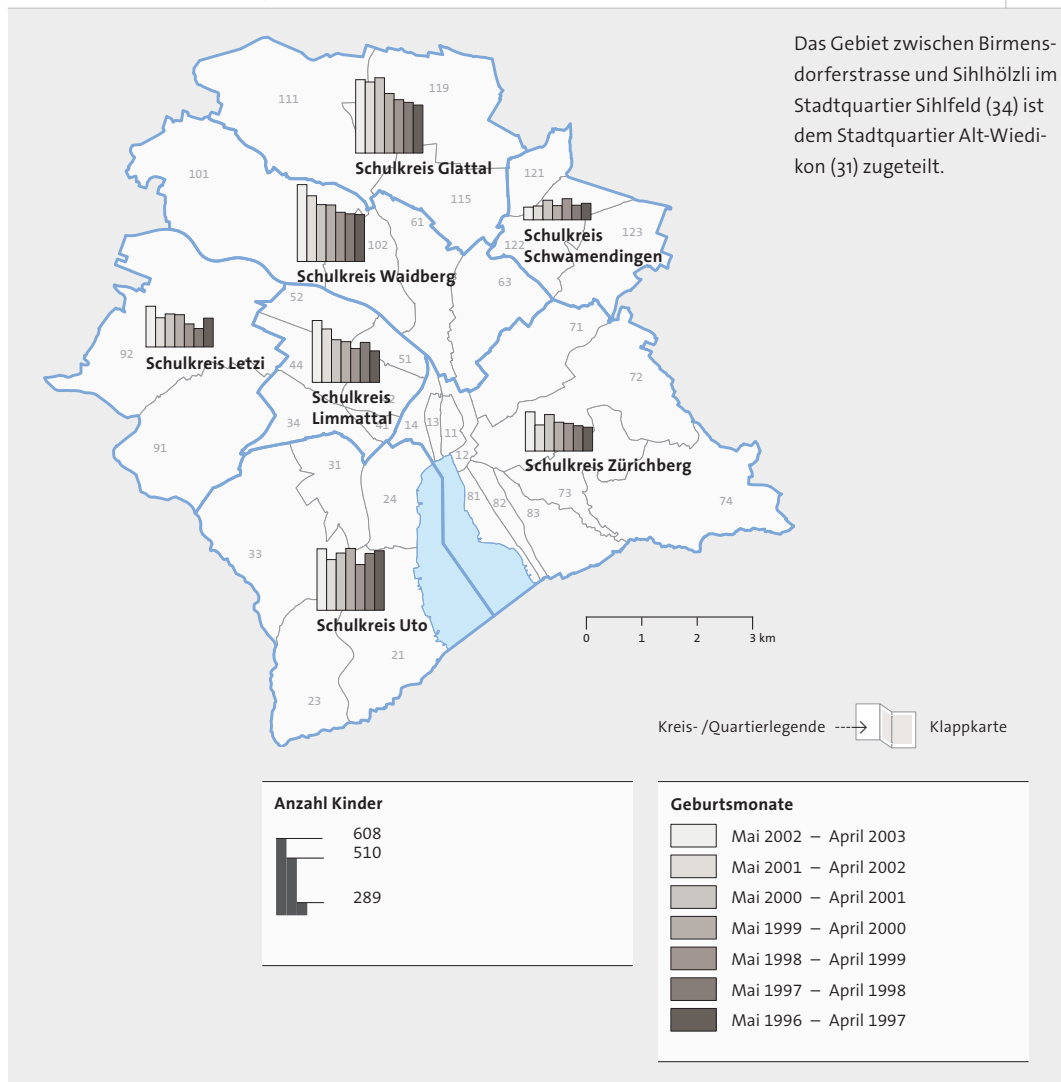 Das Gebiet zwischen Birmens-
dorferstrasse und Sihlhölzli im
Stadtquartier Sihlfeld (34) ist
dem Stadtquartier Alt-Wiedi-
kon (31) zugeteilt.
111
119
Schulkreis Glattal
101
121
115
61
123
122
Schulkreis
Schwamendingen
102
Schulkreis Waidberg
63
52
71
92
Schulkreis Letzi
44
51
72
Schulkreis
Limmattal
34
41
14
13
11
12
91
31
Schulkreis Zürichberg
24
81
82
83
73
74
33
Schulkreis Uto
21
23
0 1 2 3 km
Kreis- /Quartierlegende
Klappkarte
Anzahl Kinder
608
510
289
Geburtsmonate
Mai 2002 – April 2003
Mai 2001 – April 2002
Mai 2000 – April 2001
Mai 1999 – April 2000
Mai 1998 – April 1999
Mai 1997 – April 1998
Mai 1996 – April 1997